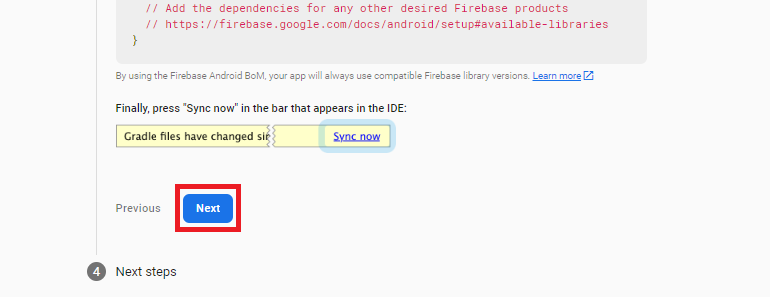 // Add the dependencies for any other desired Firebase products
// https://firebase.google.com/docs/android/setup#available-libraries
}
By using the Firebase Android BoM, your app will always use compatible Firebase library versions. Learn more
Finally, press "Sync now" in the bar that appears in the IDE:
Gradle files have changed sin Sync now
Previous Next
4 Next steps